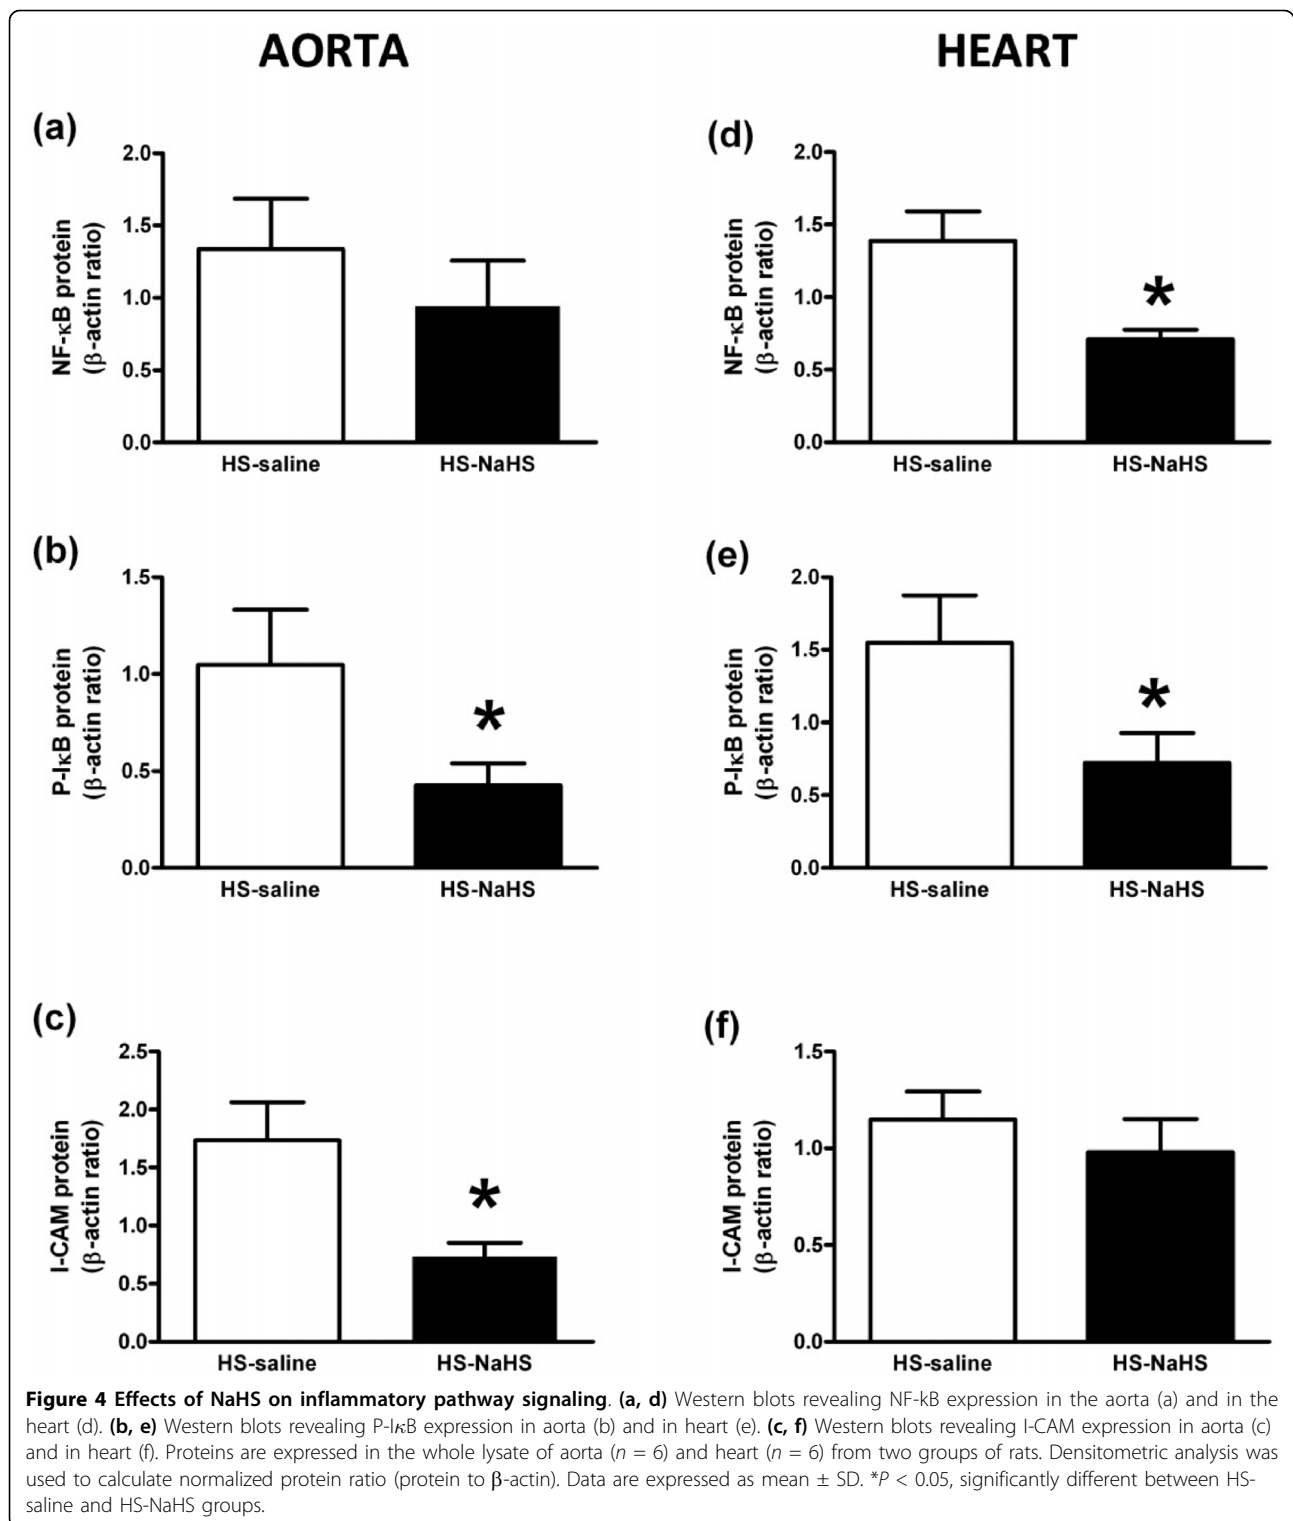 AORTA
HEART
(a)
2.0
1.5
1.0
0.5
0.0
NF-κB protein
(β-actin ratio)
HS-saline
HS-NaHS
(d)
2.0
1.5
1.0
0.5
0.0
NF-κB protein
(β-actin ratio)
*
HS-saline
HS-NaHS
(b)
1.5
1.0
0.5
0.0
P-IκB protein
(β-actin ratio)
*
HS-saline
HS-NaHS
(e)
2.0
1.5
1.0
0.5
0.0
P-IκB protein
(β-actin ratio)
*
HS-saline
HS-NaHS
(c)
2.5
2.0
1.5
1.0
0.5
0.0
I-CAM protein
(β-actin ratio)
*
HS-saline
HS-NaHS
(f)
1.5
1.0
0.5
0.0
I-CAM protein
(β-actin ratio)
HS-saline
HS-NaHS
Figure 4 Effects of NaHS on inflammatory pathway signaling. (a, d) Western blots revealing NF-kB expression in the aorta (a) and in the
heart (d). (b, e) Western blots revealing P-IκB expression in aorta (b) and in heart (e). (c, f) Western blots revealing I-CAM expression in aorta (c)
and in heart (f). Proteins are expressed in the whole lysate of aorta (n = 6) and heart (n = 6) from two groups of rats. Densitometric analysis was
used to calculate normalized protein ratio (protein to β-actin). Data are expressed as mean ± SD. *P < 0.05, significantly different between HS-
saline and HS-NaHS groups.